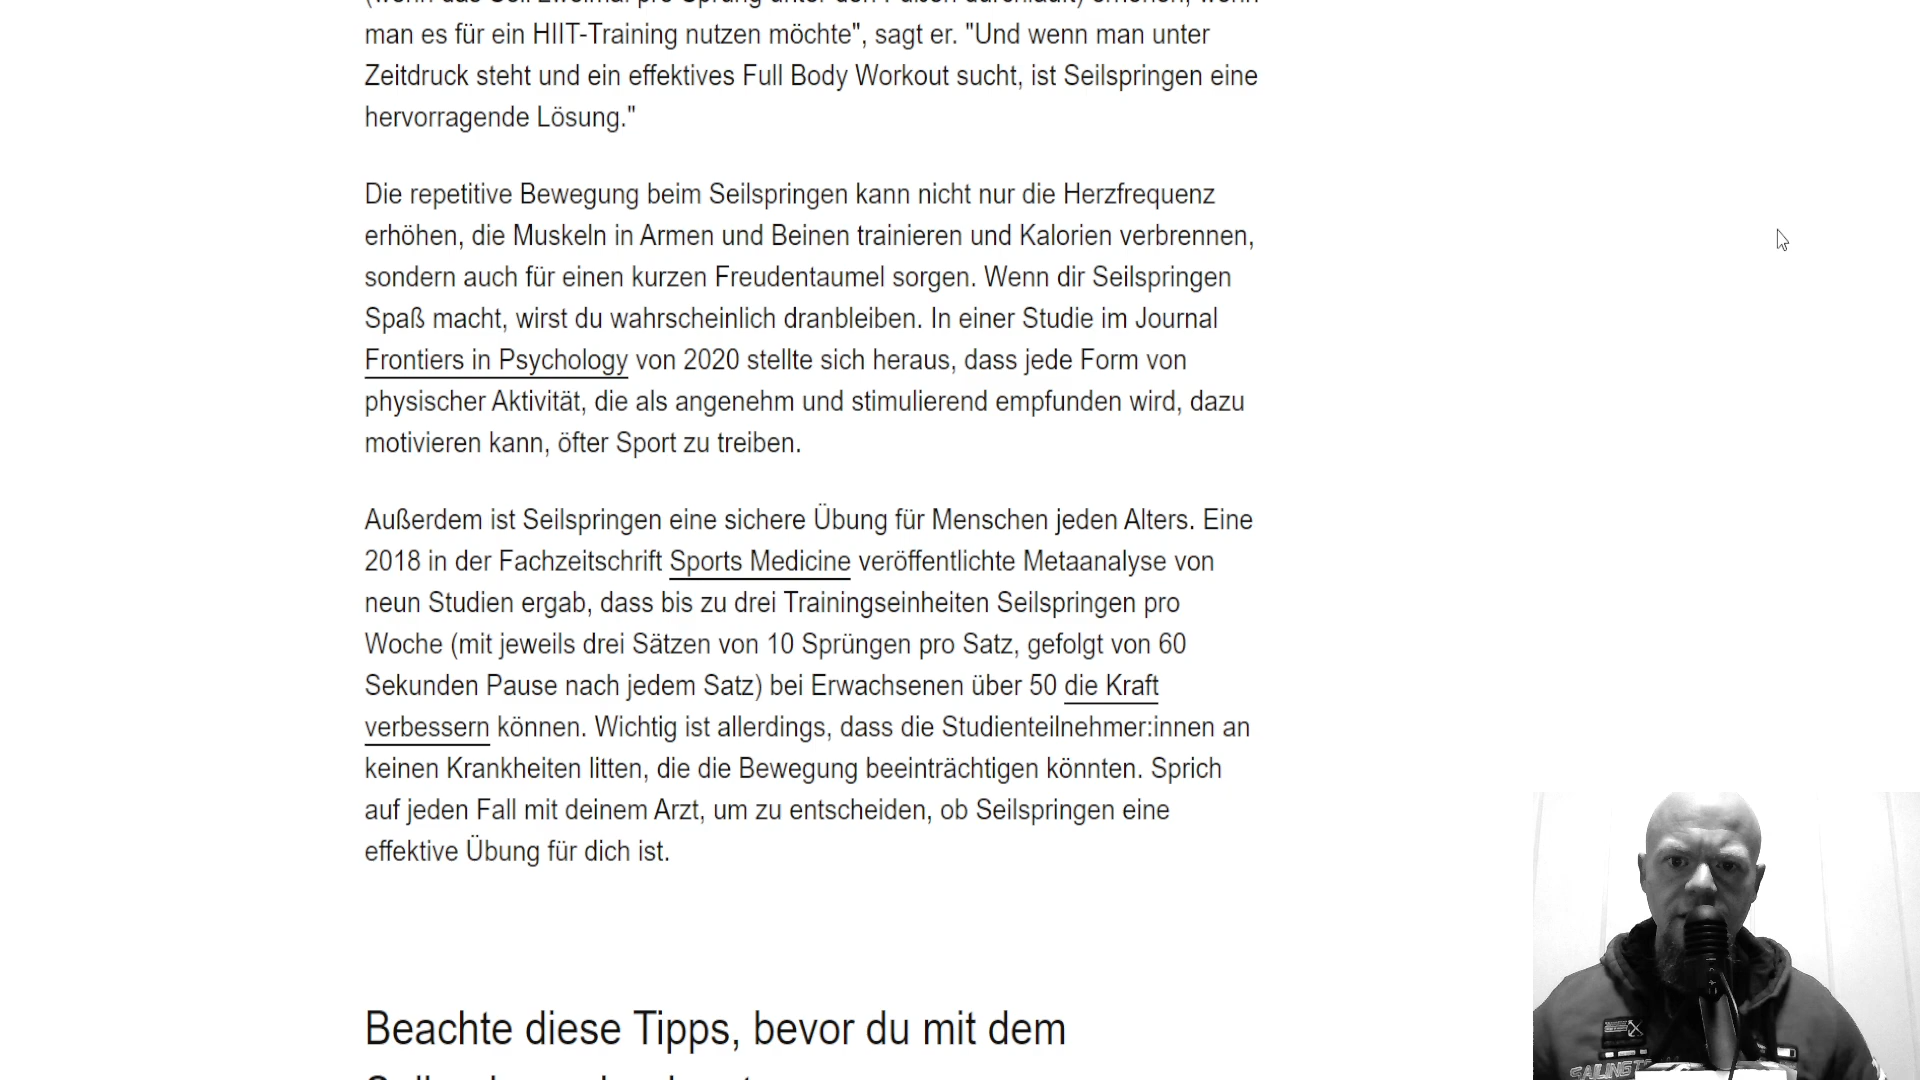 man es für ein HIIT-Training nutzen möchte", sagt er. "Und wenn man unter
Zeitdruck steht und ein effektives Full Body Workout sucht, ist Seilspringen eine
hervorragende Lösung."
Die repetitive Bewegung beim Seilspringen kann nicht nur die Herzfrequenz
erhöhen, die Muskeln in Armen und Beinen trainieren und Kalorien verbrennen,
sondern auch für einen kurzen Freudentaumel sorgen. Wenn dir Seilspringen
Spaß macht, wirst du wahrscheinlich dranbleiben. In einer Studie im Journal
Frontiers in Psychology von 2020 stellte sich heraus, dass jede Form von
physischer Aktivität, die als angenehm und stimulierend empfunden wird, dazu
motivieren kann, öfter Sport zu treiben.
Außerdem ist Seilspringen eine sichere Übung für Menschen jeden Alters. Eine
2018 in der Fachzeitschrift Sports Medicine veröffentlichte Metaanalyse von
neun Studien ergab, dass bis zu drei Trainingseinheiten Seilspringen pro
Woche (mit jeweils drei Sätzen von 10 Sprüngen pro Satz, gefolgt von 60
Sekunden Pause nach jedem Satz) bei Erwachsenen über 50 die Kraft
verbessern können. Wichtig ist allerdings, dass die Studienteilnehmer:innen an
keinen Krankheiten litten, die die Bewegung beeinträchtigen könnten. Sprich
auf jeden Fall mit deinem Arzt, um zu entscheiden, ob Seilspringen eine
effektive Übung für dich ist.
Beachte diese Tipps, bevor du mit dem